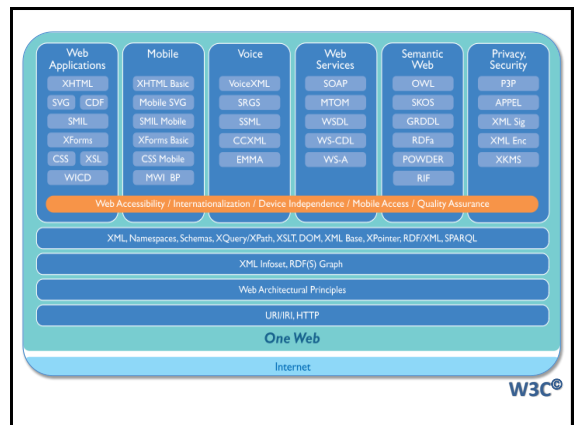 Web
Applications
XHTML
SVG CDF
SMIL
XForms
CSS XSL
WICD
Mobile
XHTML Basic
Mobile SVG
SMIL Mobile
XForms Basic
CSS Mobile
MWI BP
Voice
VoiceXML
SRGS
SSML
CCXML
EMMA
Web
Services
SOAP
MTOM
WSDL
WS-CDL
WS-A
Semantic
Web
OWL
SKOS
GRDDL
RDFa
POWDER
RIF
Privacy,
Security
P3P
APPEL
XML Sig
XML Enc
XKMS
Web Accessibility / Internationalization / Device Independence / Mobile Access / Quality Assurance
XML, Namespaces, Schemas, XQuery/XPath, XSLT, DOM, XML Base, XPointer, RDF/XML, SPARQL
XML Infoset, RDF(S) Graph
Web Architectural Principles
URI/IRI, HTTP
One Web
Internet
W3C©